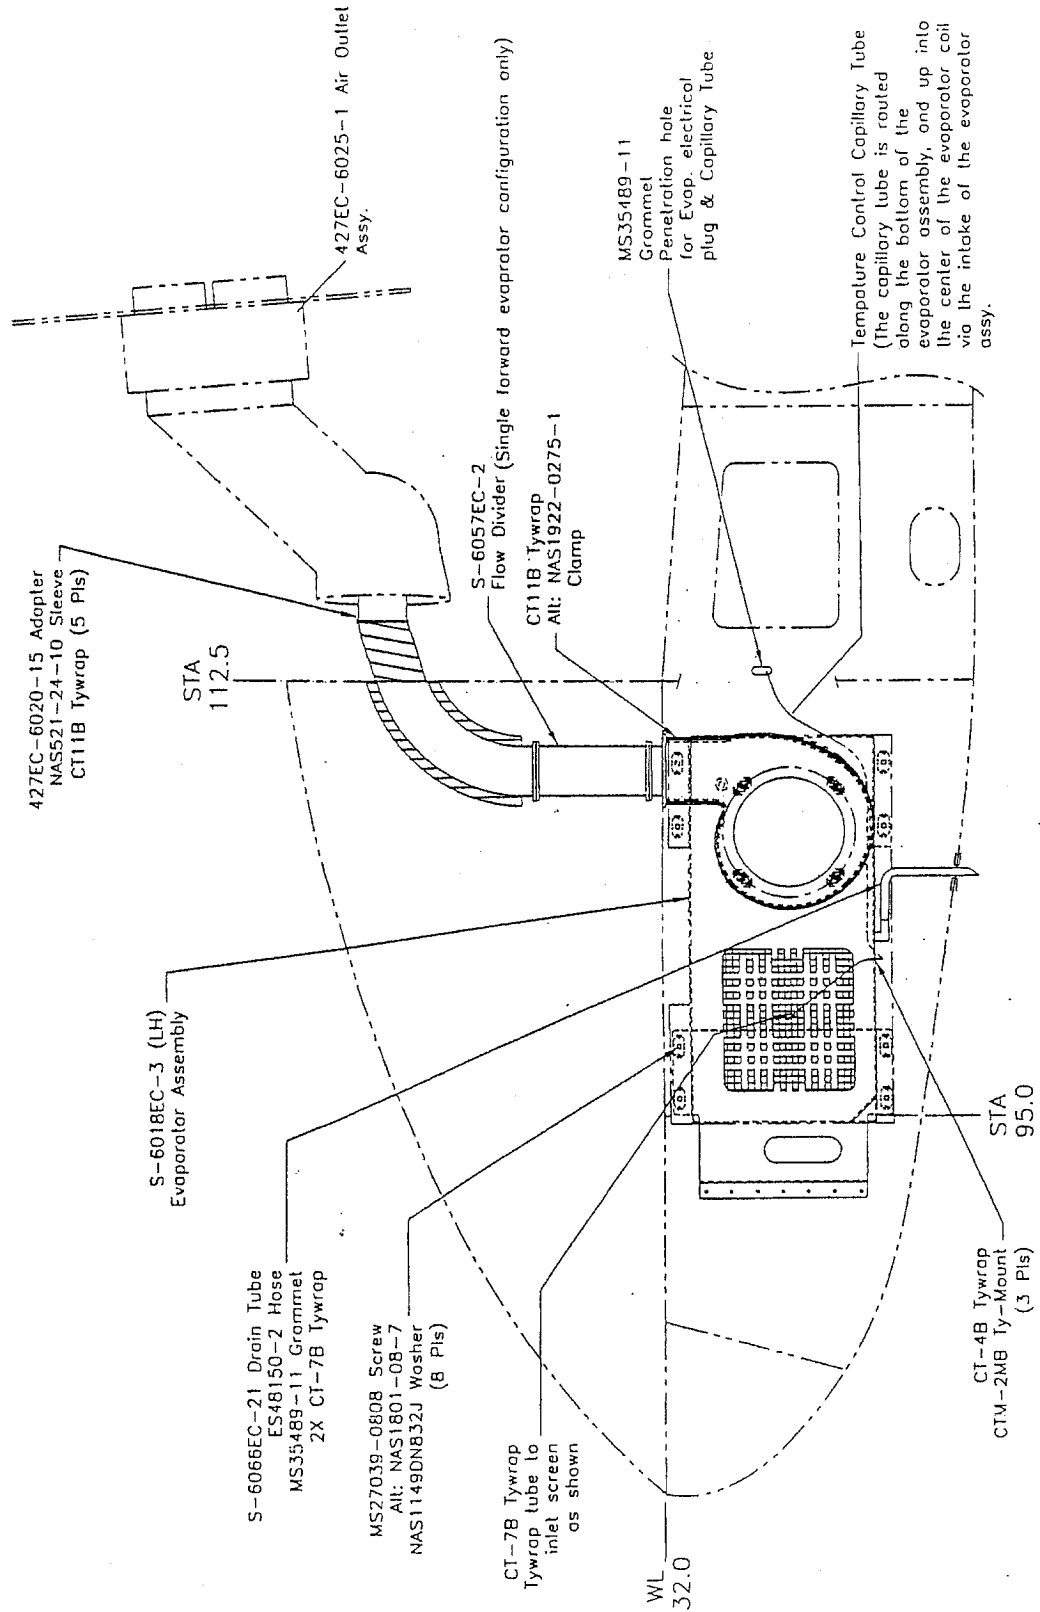 427EC-6020-15 Adapter
NAS521-24-10 Sleeve
CT11B Tywrap (5 Pls)
STA
112.5
427EC-6025-1 Air Outlet
Assy.
S-6057EC-2
Flow Divider (Single forward evaprator configuration only)
CT11B Tywrap
Alt: NAS1922-0275-1
Clamp
MS35489-11
Grommet
Penetration hole
for Evap. electrical
plug & Capillary Tube
Tempature Control Capillary Tube
(The capillary tube is routed
along the bottom of the
evaporator assembly, and up into
the center of the evaporator coil
via the intake of the evaporator
assy.
S-6018EC-3 (LH)
Evaporator Assembly
S-6066EC-21 Drain Tube
ES48150-2 Hose
MS35489-11 Grommet
2X CT-7B Tywrap
MS27039-0808 Screw
Alt: NAS1801-08-7
NAS1149DN832J Washer
(8 Pls)
CT-7B Tywrap
Tywrap tube to
inlet screen
as shown
WL
32.0
CT-4B Tywrap
CTM-2MB Ty-Mount
(3 Pls)
STA
95.0